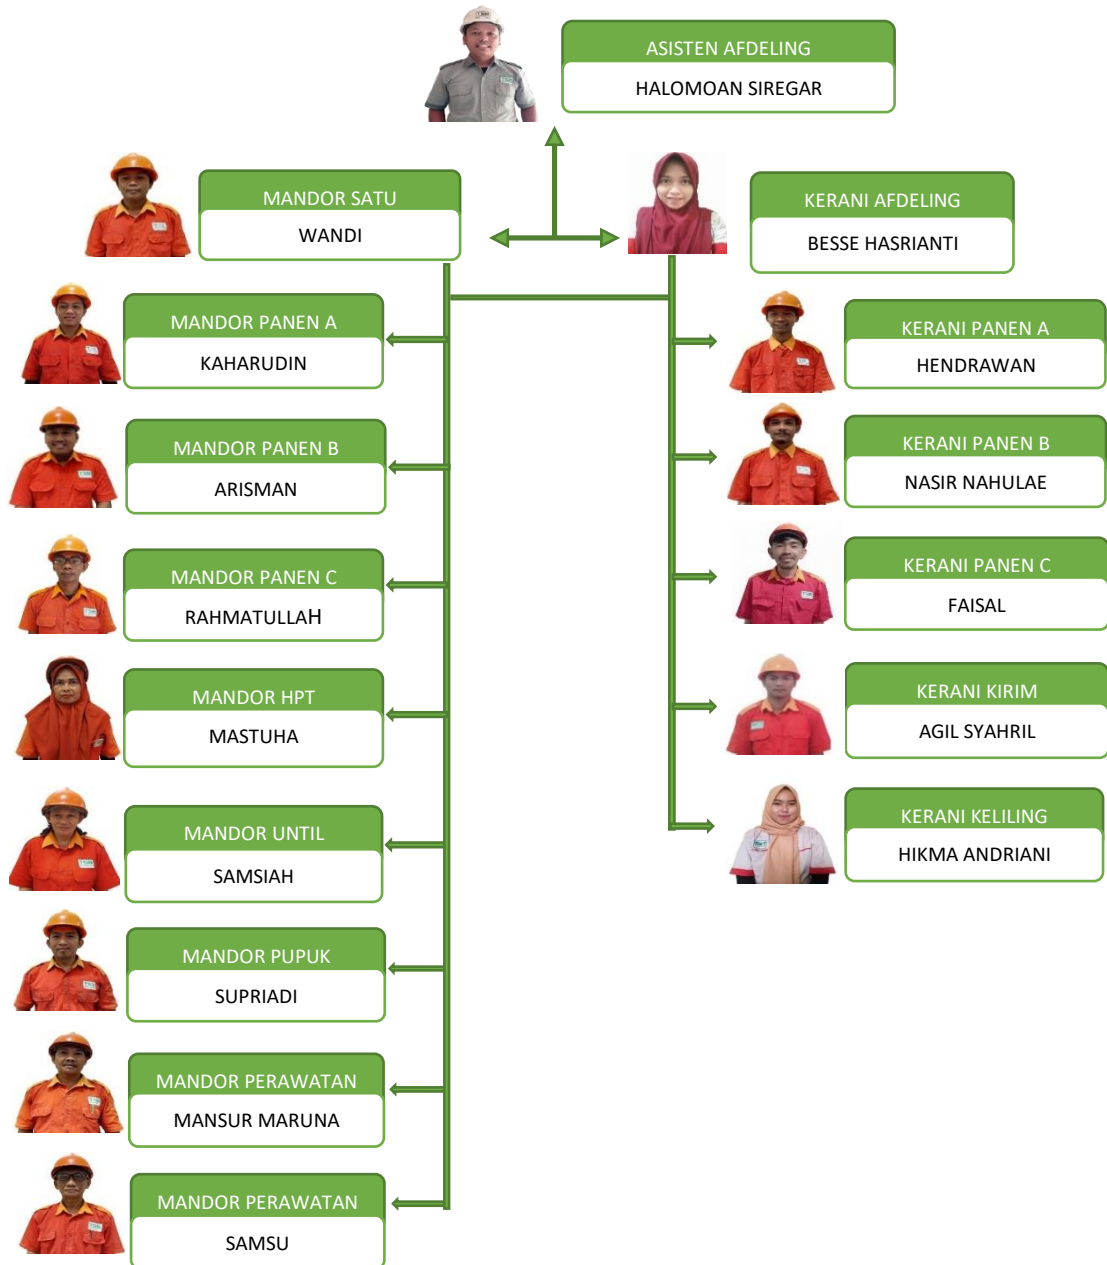 ASISTEN AFDELING
HALOMOAN SIREGAR
MANDOR SATU
WANDI
KERANI AFDELING
BESSE HASRIANTI
MANDOR PANEN A
KAHARUDIN
KERANI PANEN A
HENDRAWAN
MANDOR PANEN B
ARISMAN
KERANI PANEN B
NASIR NAHULAE
MANDOR PANEN C
RAHMATULLAH
KERANI PANEN C
FAISAL
MANDOR HPT
MASTUHA
KERANI KIRIM
AGIL SYAHRIL
MANDOR UNTIL
SAMSIAH
KERANI KELILING
HIKMA ANDRIANI
MANDOR PUPUK
SUPRIADI
MANDOR PERAWATAN
MANSUR MARUNA
MANDOR PERAWATAN
SAMSU